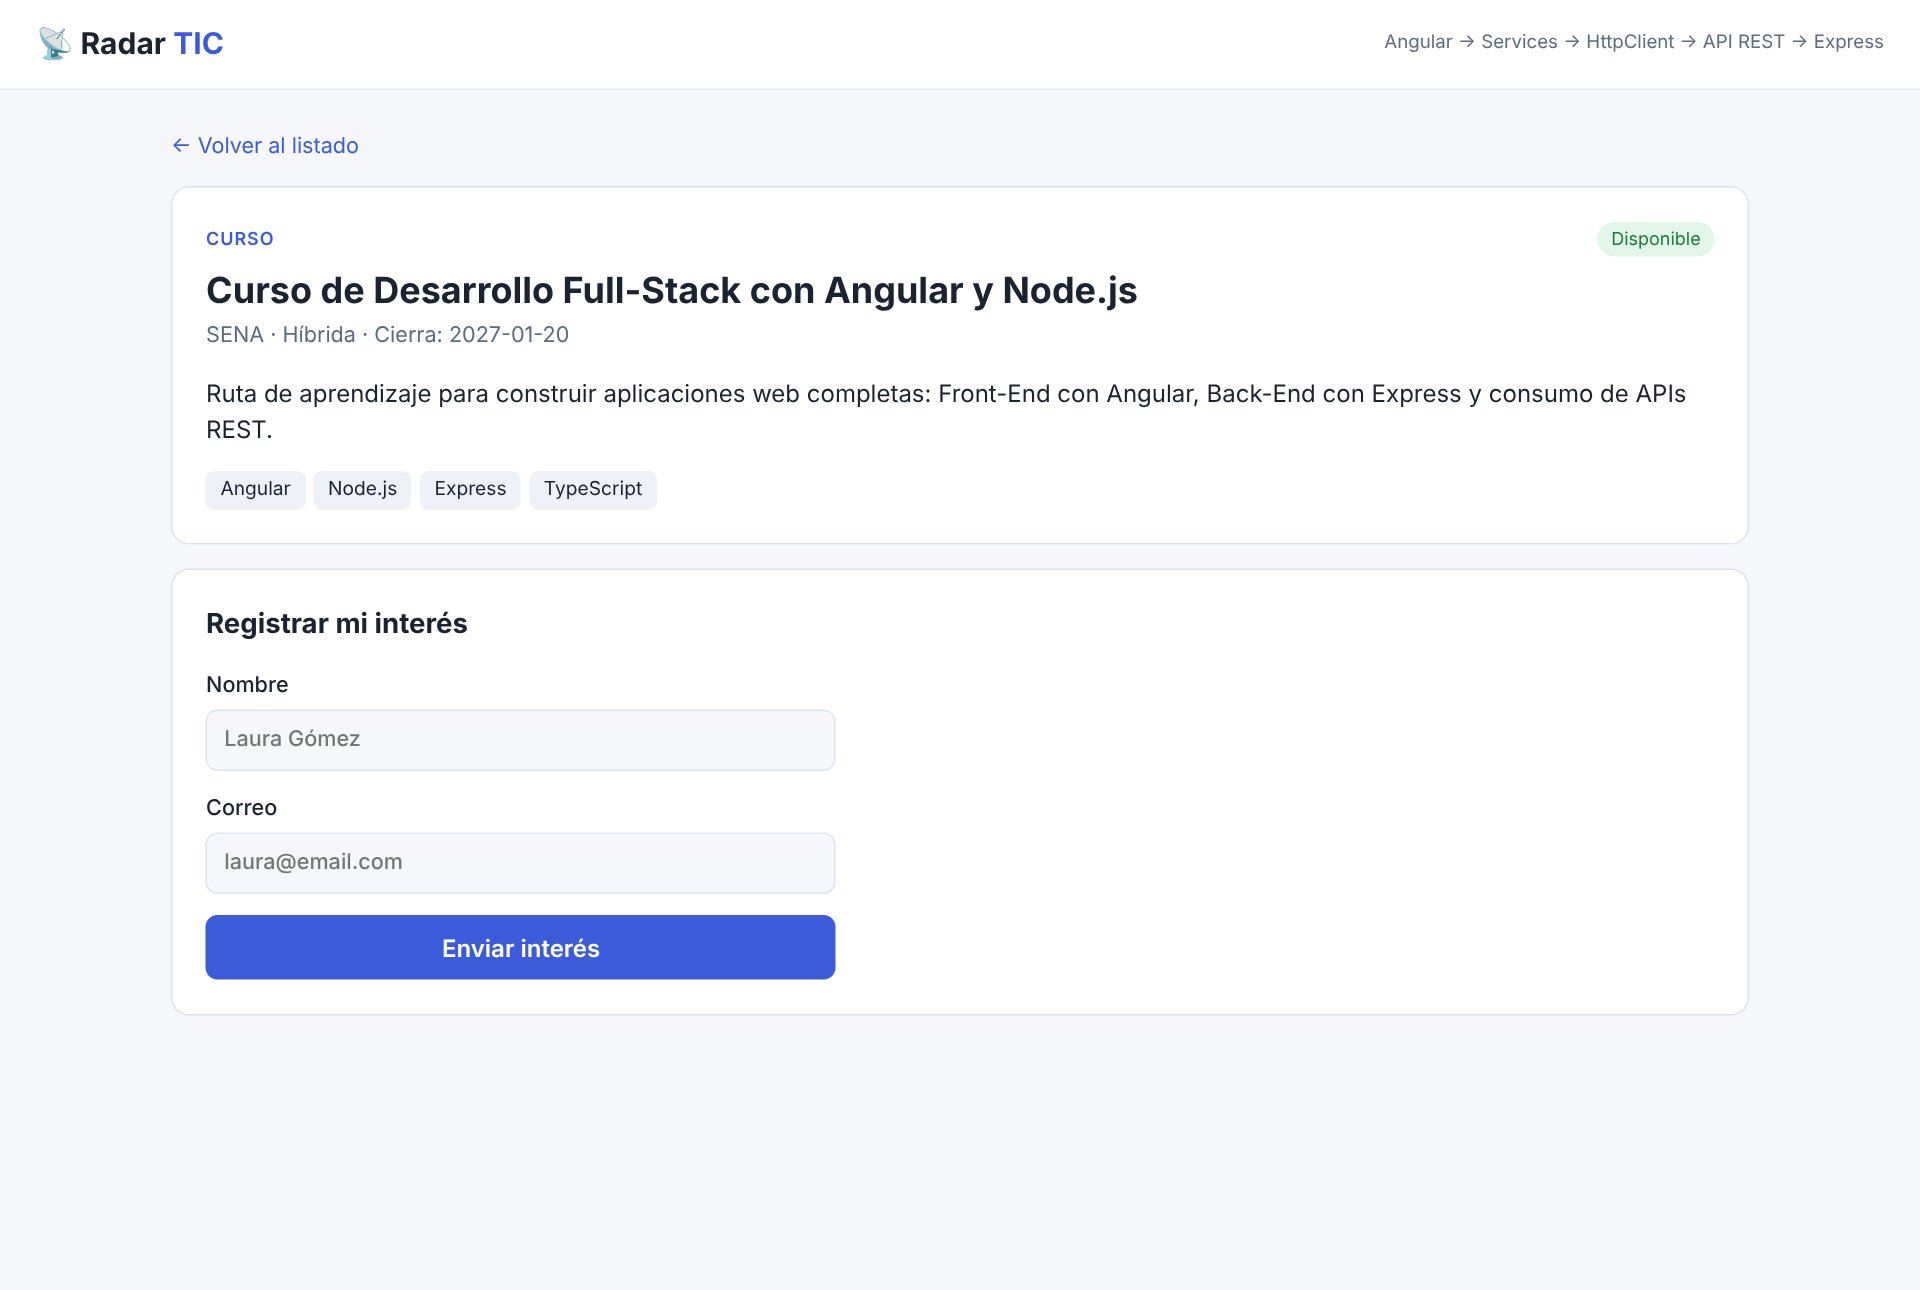 Radar TIC
Angular → Services → HttpClient → API REST → Express
← Volver al listado
CURSO
Disponible
Curso de Desarrollo Full-Stack con Angular y Node.js
SENA · Híbrida · Cierra: 2027-01-20
Ruta de aprendizaje para construir aplicaciones web completas: Front-End con Angular, Back-End con Express y consumo de APIs
REST.
Angular
Node.js
Express
TypeScript
Registrar mi interés
Nombre
Laura Gómez
Correo
laura@email.com
Enviar interés